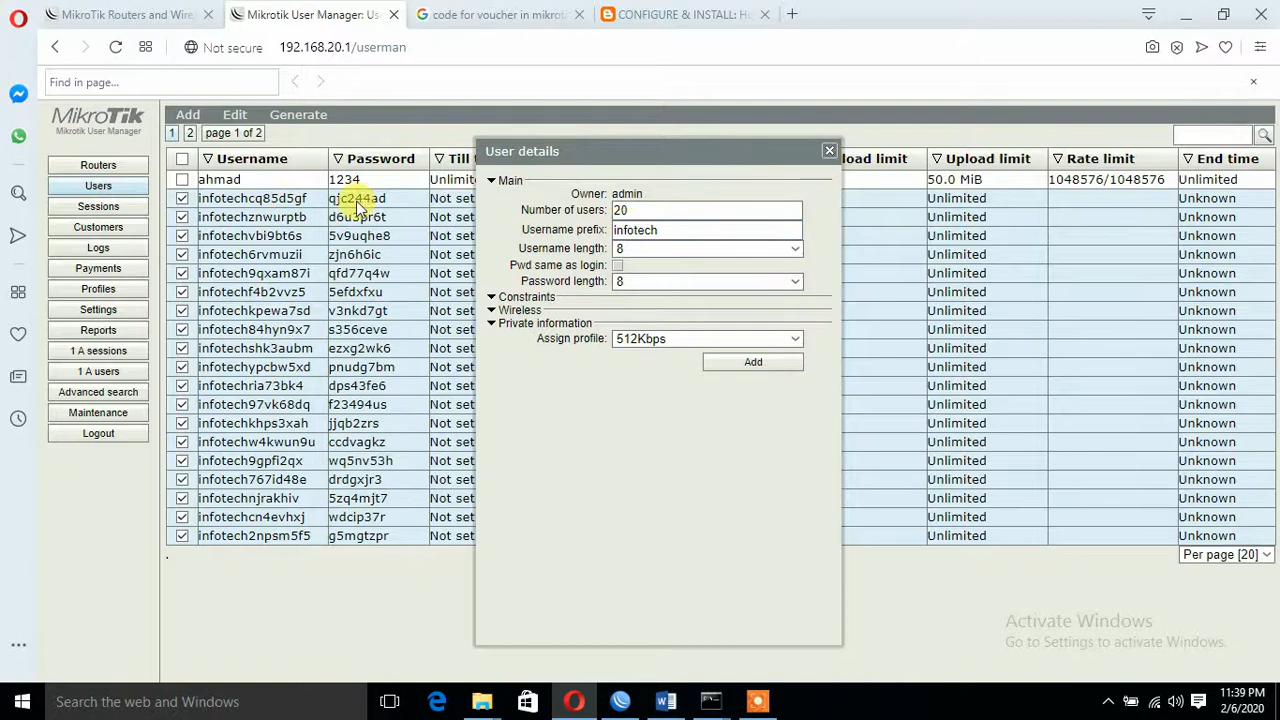 MikroTik Routers and Wire
Mikrotik User Manager: Us
code for voucher in mikroti
CONFIGURE & INSTALL: Ho
Not secure
192.168.20.1/userman
Find in page...
MikroTik
Mikrotik User Manager
Routers
Users
Sessions
Customers
Logs
Payments
Profiles
Settings
Reports
1 A sessions
1 A users
Advanced search
Maintenance
Logout
Add Edit Generate
1 2 page 1 of 2
Username Password Till load limit Upload limit Rate limit End time
ahmad 1234 Unlimite 50.0 MiB 1048576/1048576 Unlimited
infotechcq85d5gf qjc244ad Not set Unlimited Unknown
infotechznwurptb d6u3pr6t Not set Unlimited Unknown
infotechvbi9bt6s 5v9uqhe8 Not set Unlimited Unknown
infotech6rvmuzii zjn6h6ic Not set Unlimited Unknown
infotech9qxam87i qfd77q4w Not set Unlimited Unknown
infotechf4b2vvz5 5efdxfxu Not set Unlimited Unknown
infotechkpewa7sd v3nkd7gt Not set Unlimited Unknown
infotech84hyn9x7 s356ceve Not set Unlimited Unknown
infotechshk3aubm ezxg2wk6 Not set Unlimited Unknown
infotechypcbw5xd pnudg7bm Not set Unlimited Unknown
infotechria73bk4 dps43fe6 Not set Unlimited Unknown
infotech97vk68dq f23494us Not set Unlimited Unknown
infotechkhps3xah jjqb2zrs Not set Unlimited Unknown
infotechw4kwun9u ccdvagkz Not set Unlimited Unknown
infotech9gpfi2qx wq5nv53h Not set Unlimited Unknown
infotech767id48e drdgxjr3 Not set Unlimited Unknown
infotechnjrakhiv 5zq4mjt7 Not set Unlimited Unknown
infotechcn4evhxj wdcip37r Not set Unlimited Unknown
infotech2npsm5f5 g5mgtzpr Not set Unlimited Unknown
Per page [20]
User details
Main
Owner: admin
Number of users: 20
Username prefix: infotech
Username length: 8
Pwd same as login:
Password length: 8
Constraints
Wireless
Private information
Assign profile: 512Kbps
Add
Activate Windows
Go to Settings to activate Windows.
Search the web and Windows
11:39 PM
2/6/2020